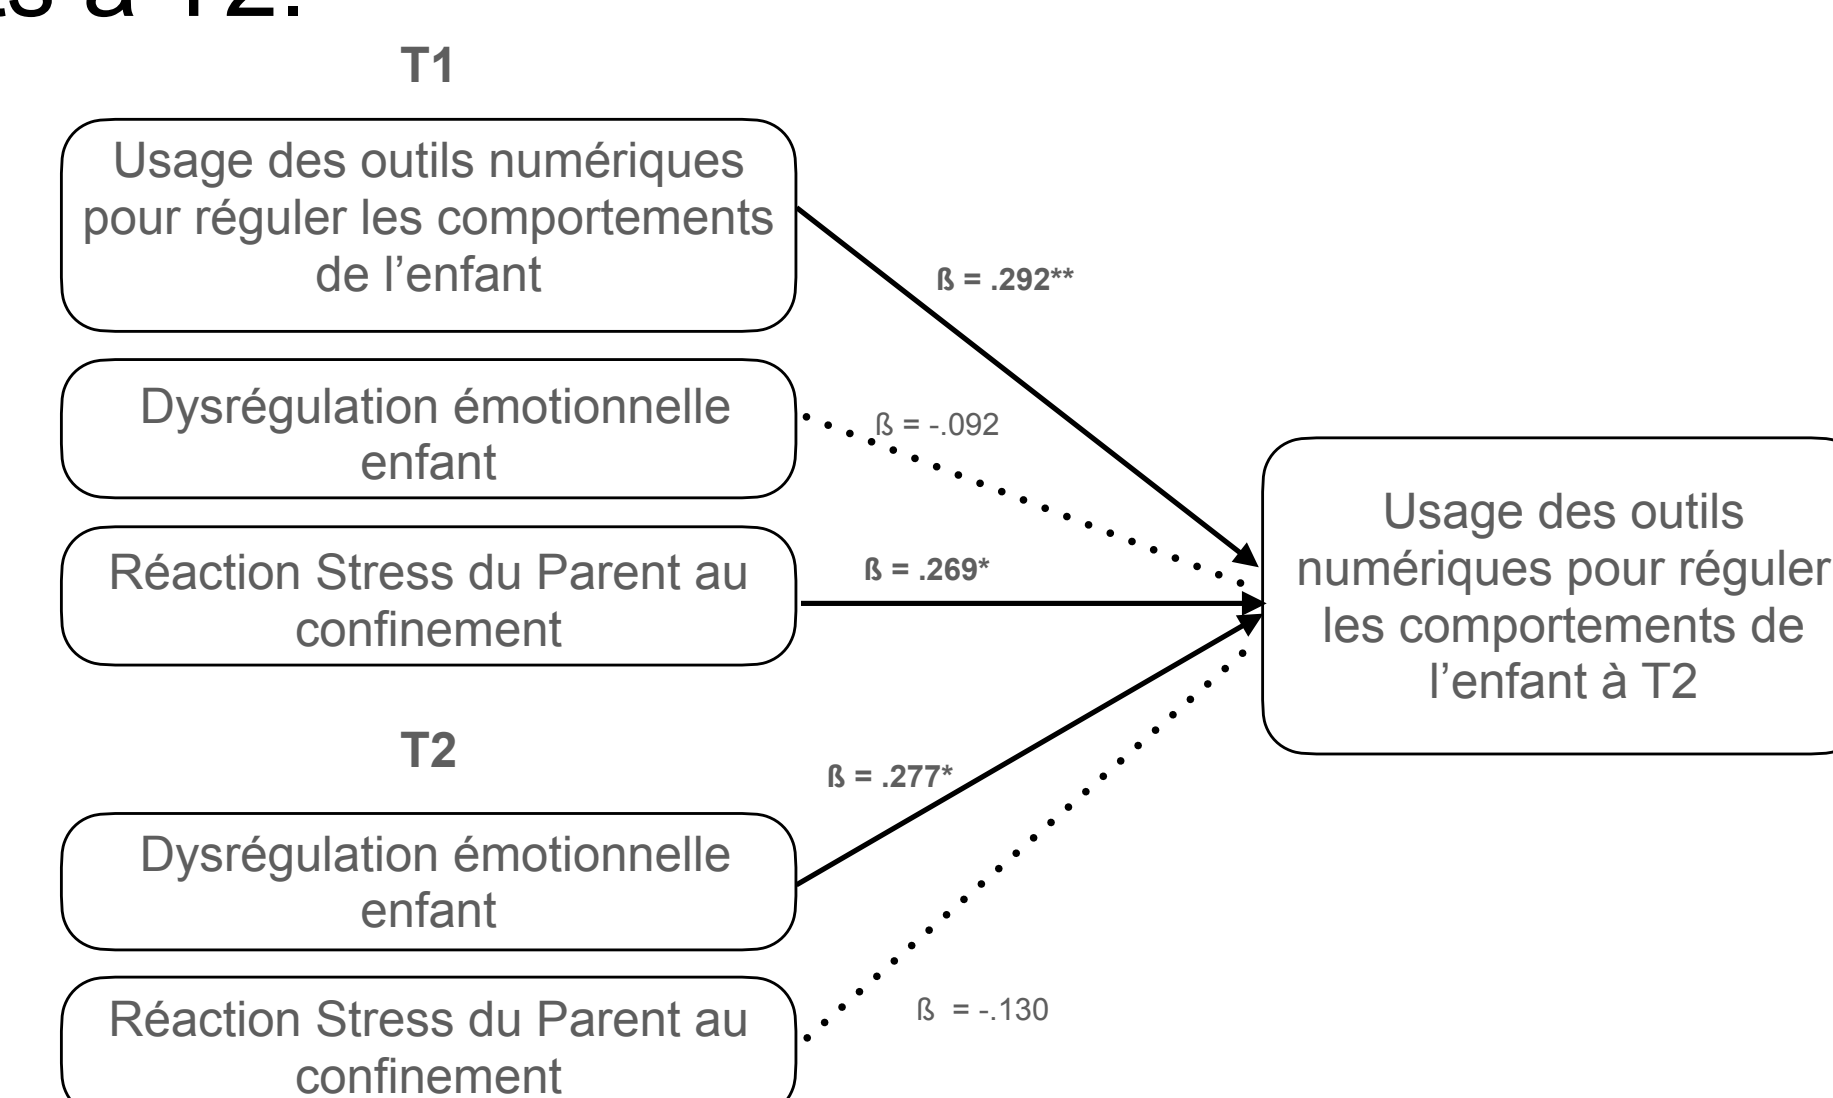 à T2.
T1
Usage des outils numériques
pour réguler les comportements
de l'enfant
ß = .292**
Dysrégulation émotionnelle
enfant
ß = -.092
Réaction Stress du Parent au
confinement
ß = .269*
Usage des outils
numériques pour réguler
les comportements de
l'enfant à T2
T2
ß = .277*
Dysrégulation émotionnelle
enfant
Réaction Stress du Parent au
confinement
ß = -.130